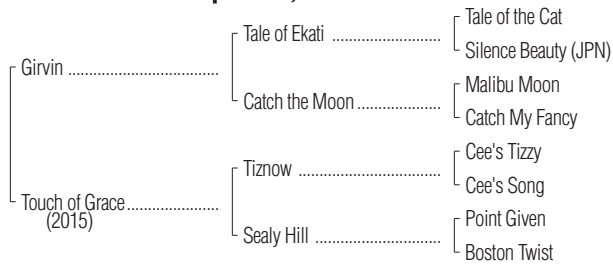 Tale of Ekati
Tale of the Cat
Silence Beauty (JPN)
Girvin
Catch the Moon
Malibu Moon
Catch My Fancy
Touch of Grace
(2015)
Tiznow
Cee's Tizzy
Cee's Song
Sealy Hill
Point Given
Boston Twist